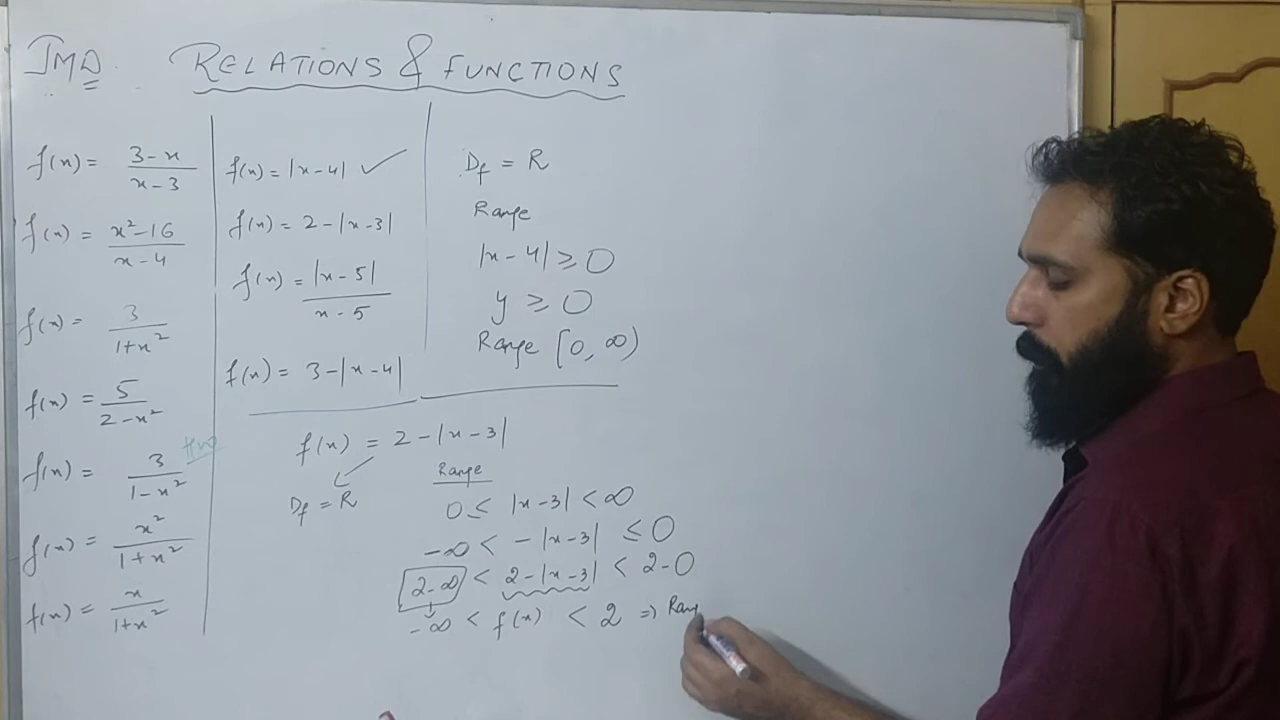 JMD RELATIONS & FUNCTIONS
f(x) = (3-x)/(x-3)
f(x) = (x²-16)/(x-4)
f(x) = 3/(1+x²)
f(x) = 5/(2-x²)
HW
f(x) = 3/(1-x²)
f(x) = x²/(1+x²)
f(x) = x/(1+x²)
f(x) = |x-4| ✓
f(x) = 2-|x-3|
f(x) = |x-5|/(x-5)
f(x) = 3-|x-4|
Df = R
Range
|x-4| ≥ 0
y ≥ 0
Range [0, ∞)
f(x) = 2-|x-3|
Df = R
Range
0 ≤ |x-3| < ∞
-∞ < -|x-3| ≤ 0
2-∞ < 2-|x-3| < 2-0
-∞ < f(x) < 2 ⇒ Rang